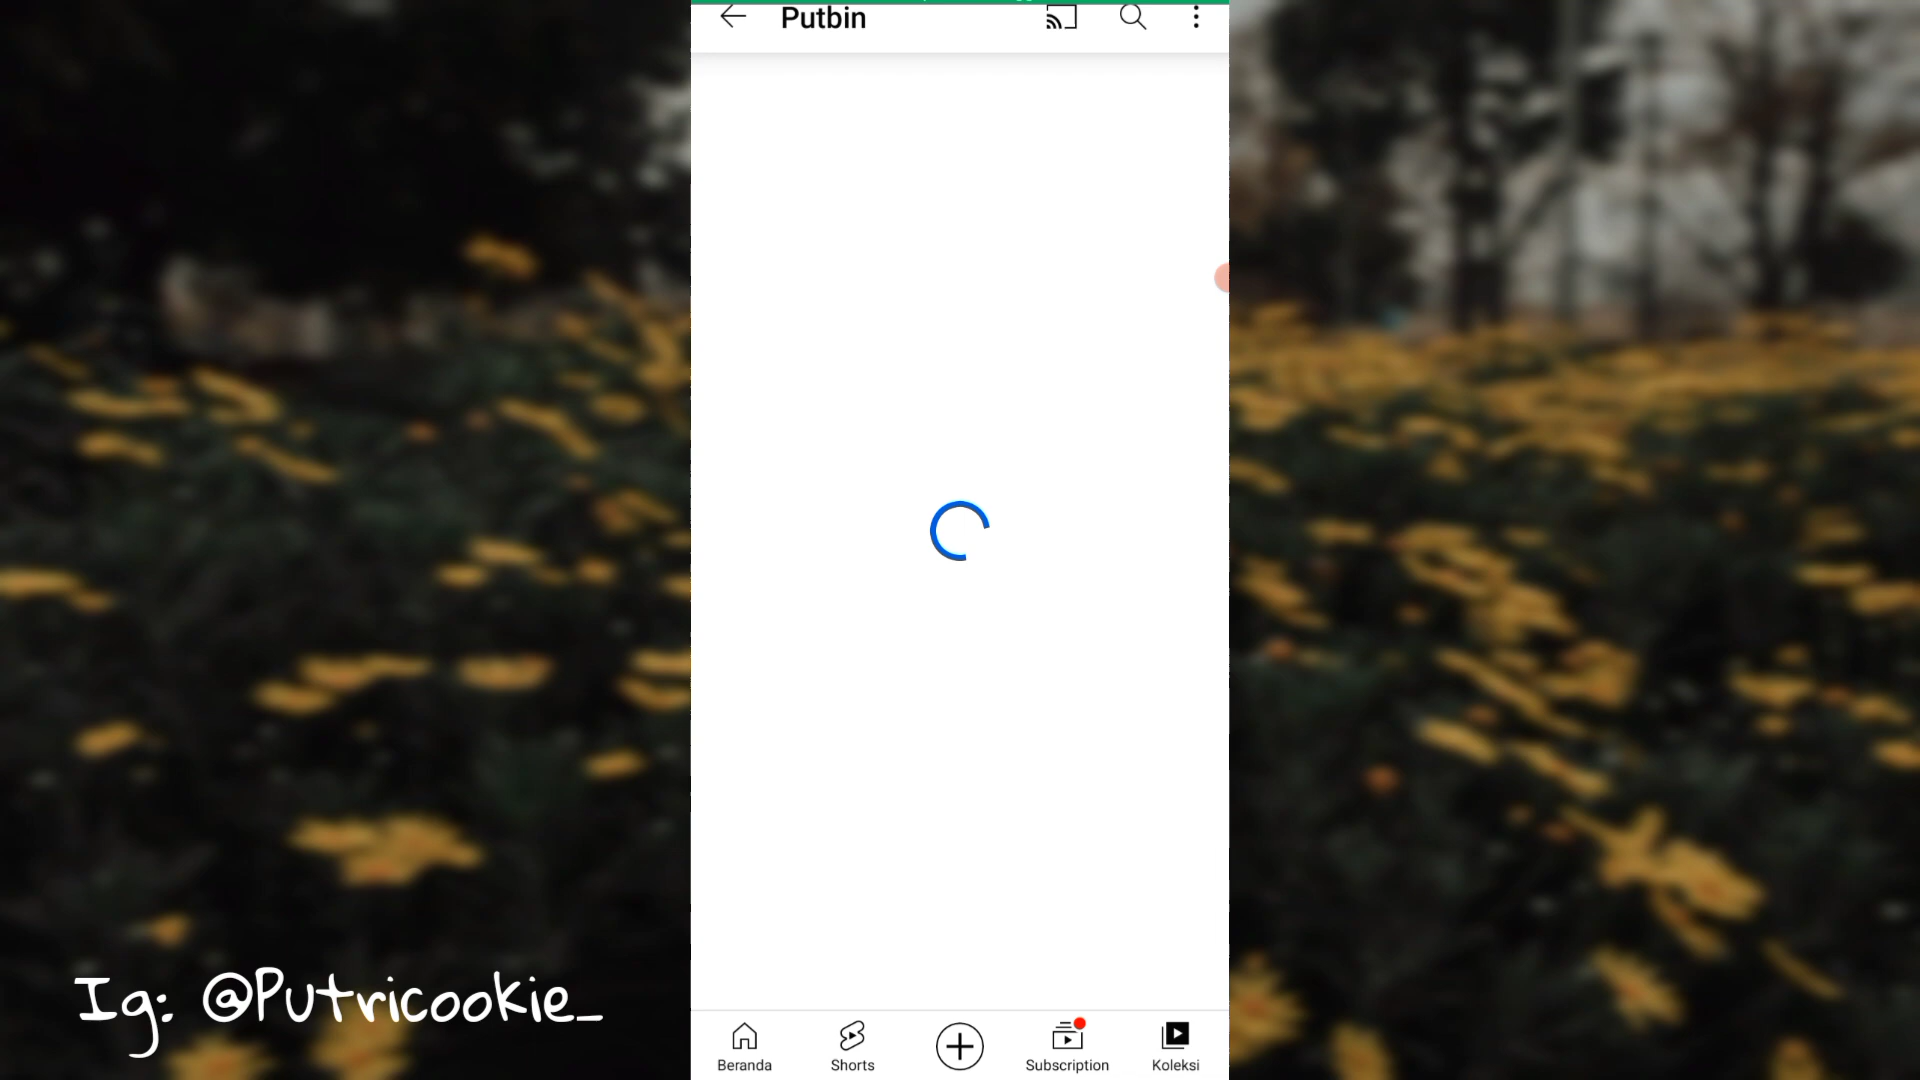 Putbin
Ig: @Putricookie_
Beranda
Shorts
Subscription
Koleksi